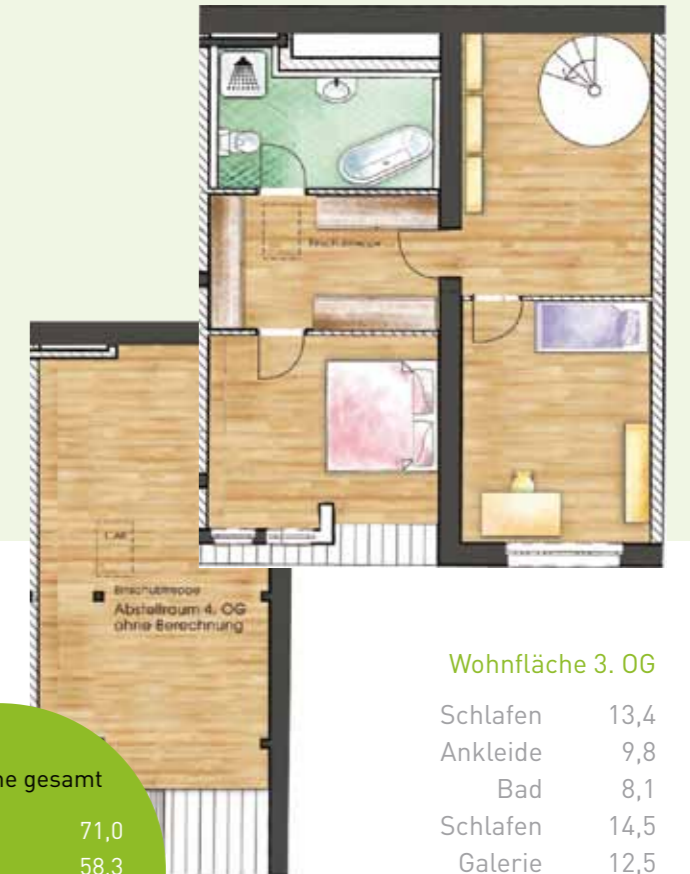 Einschubtreppe
Einschubtreppe
Abstellraum 4. OG
ohne Berechnung
Wohnfläche 3. OG
Schlafen 13,4
Ankleide 9,8
Bad 8,1
Schlafen 14,5
Galerie 12,5
gesamt
71,0
58,3